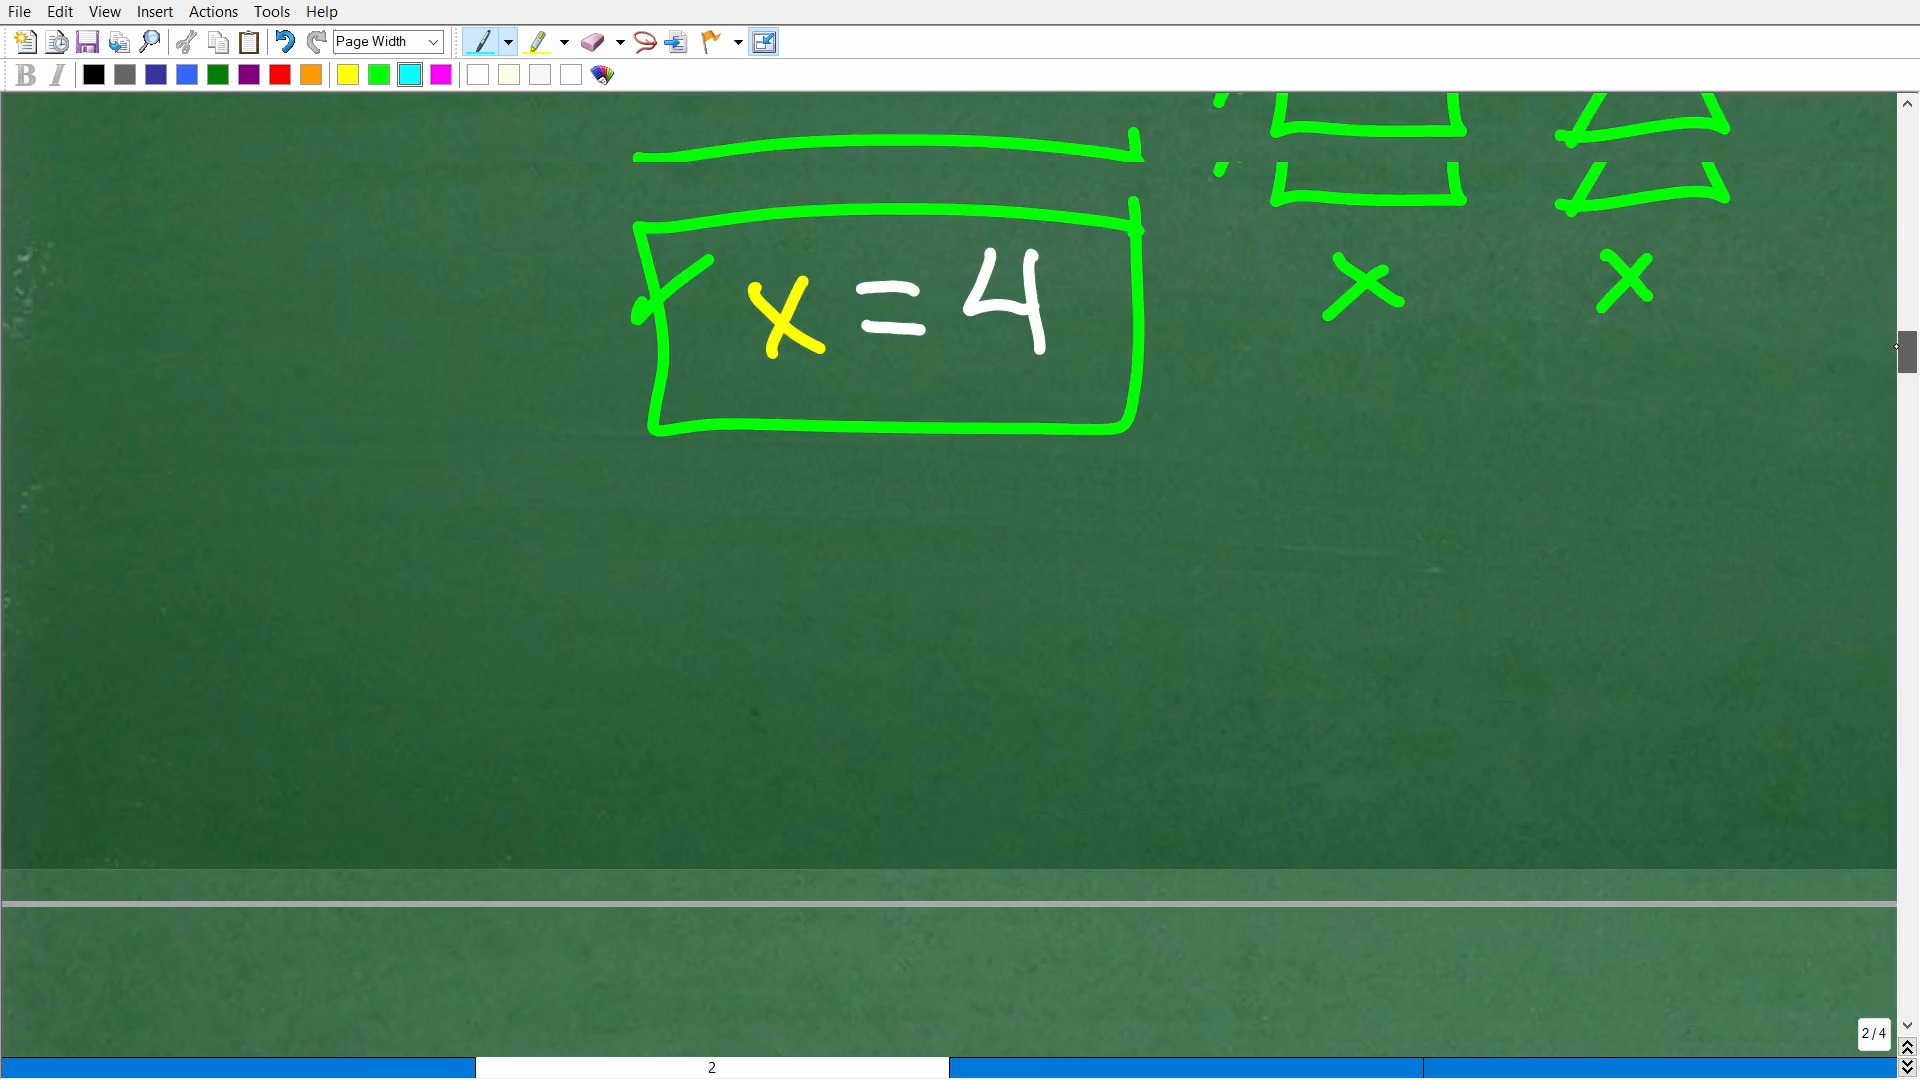 File Edit View Insert Actions Tools Help
Page Width
B I
x = 4 x x
2 / 4
2